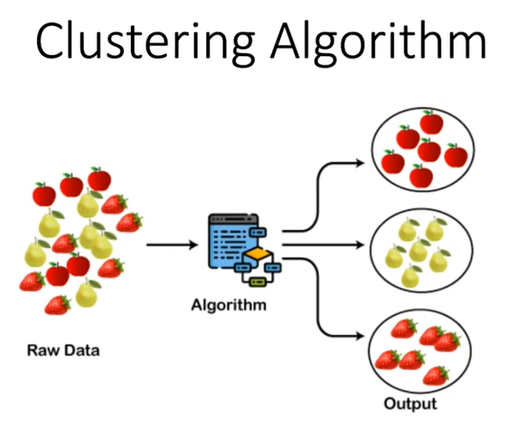 Clustering Algorithm
Raw Data
Algorithm
Output